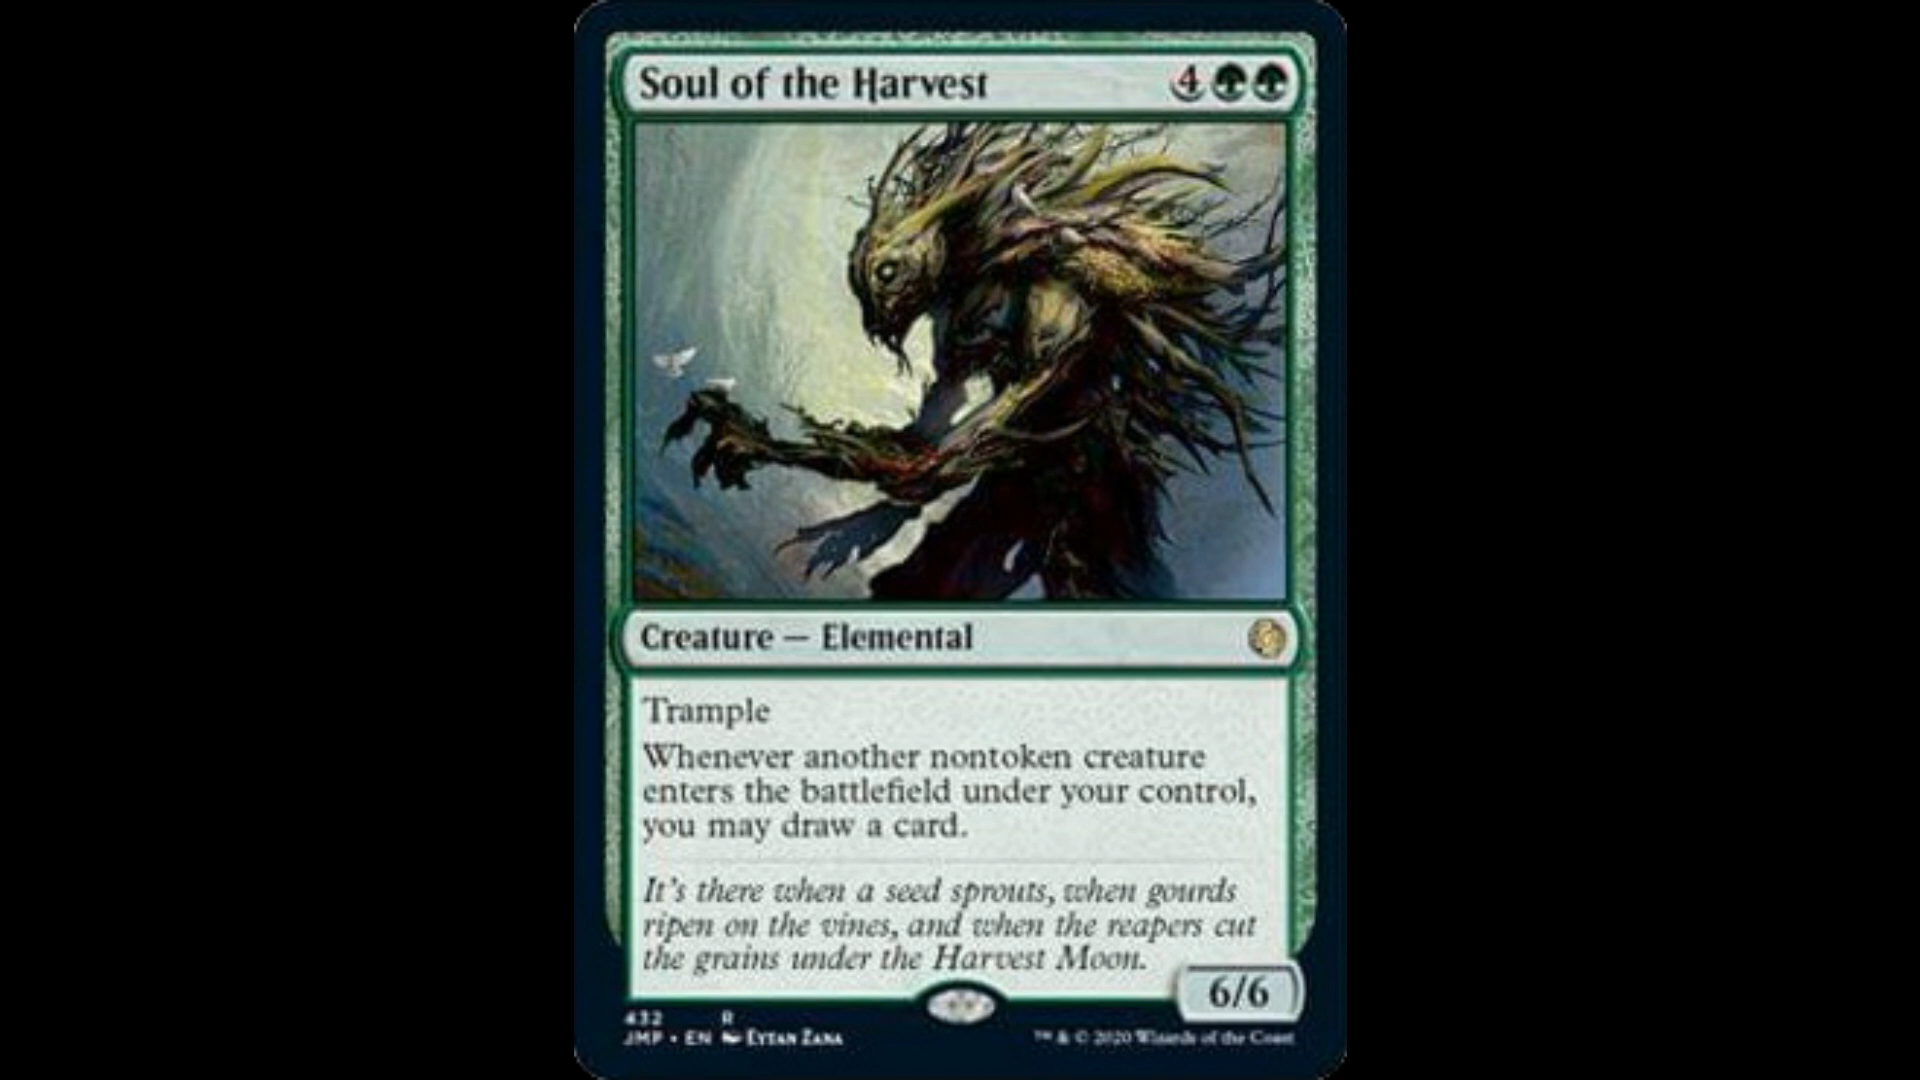 Soul of the Harvest 4
Creature — Elemental
Trample
Whenever another nontoken creature
enters the battlefield under your control,
you may draw a card.
It's there when a seed sprouts, when gourds
ripen on the vines, and when the reapers cut
the grains under the Harvest Moon.
6/6
432 R
JMP • EN Eytan Zana
™ & © 2020 Wizards of the Coast